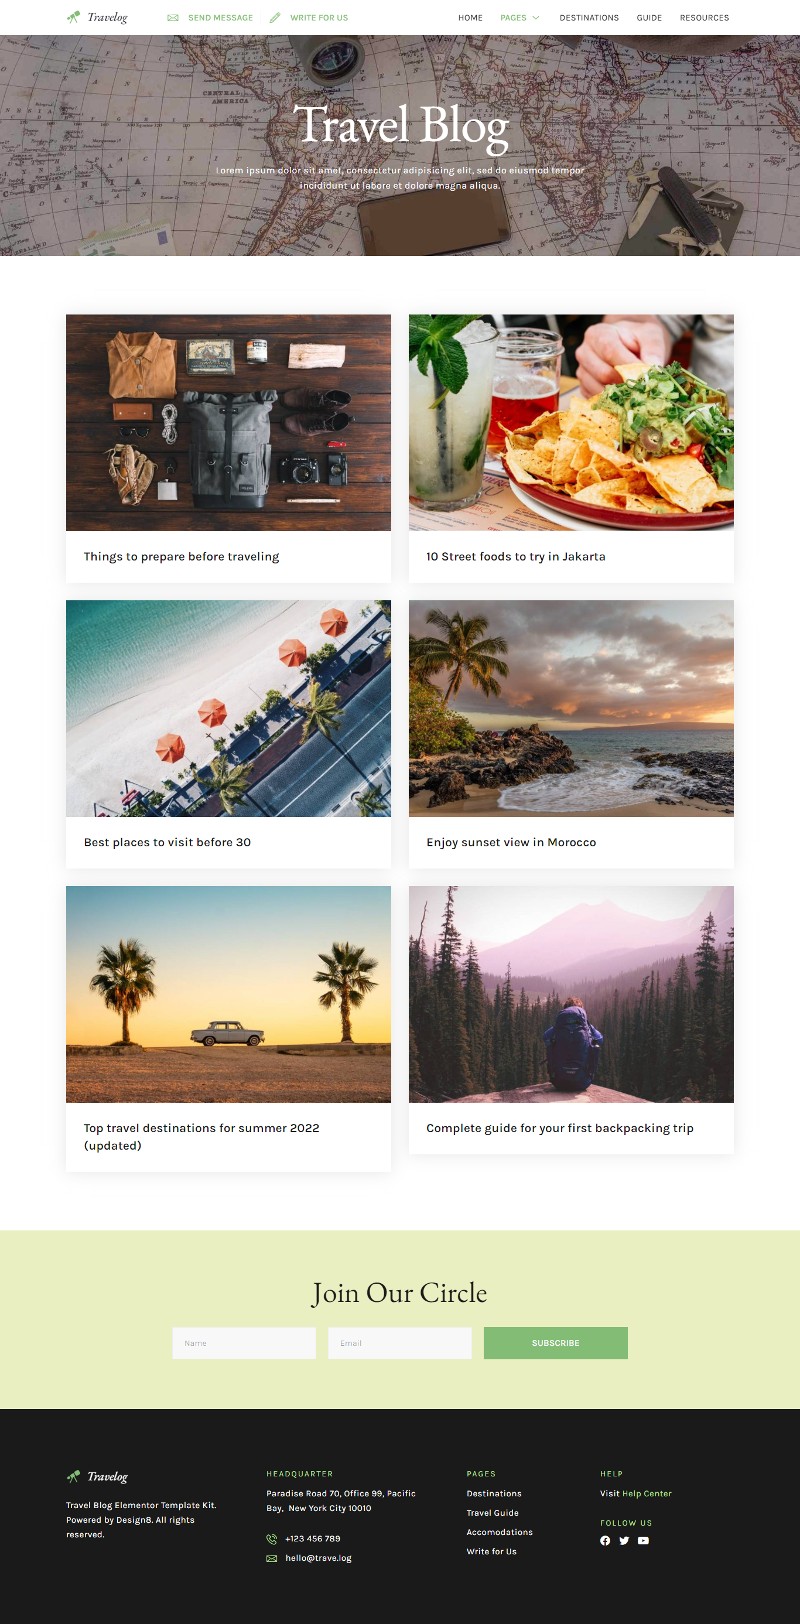 Travelog
SEND MESSAGE
WRITE FOR US
HOME
PAGES
DESTINATIONS
GUIDE
RESOURCES
CENTRAL
AMERICA
Travel Blog
Lorem ipsum dolor sit amet, consectetur adipisicing elit, sed do eiusmod tempor
incididunt ut labore et dolore magna aliqua.
Things to prepare before traveling
10 Street foods to try in Jakarta
Best places to visit before 30
Enjoy sunset view in Morocco
Top travel destinations for summer 2022
(updated)
Complete guide for your first backpacking trip
Join Our Circle
Name
Email
SUBSCRIBE
Travelog
Travel Blog Elementor Template Kit.
Powered by Design8. All rights
reserved.
HEADQUARTER
Paradise Road 70, Office 99, Pacific
Bay, New York City 10010
+123 456 789
hello@trave.log
PAGES
Destinations
Travel Guide
Accomodations
Write for Us
HELP
Visit Help Center
FOLLOW US